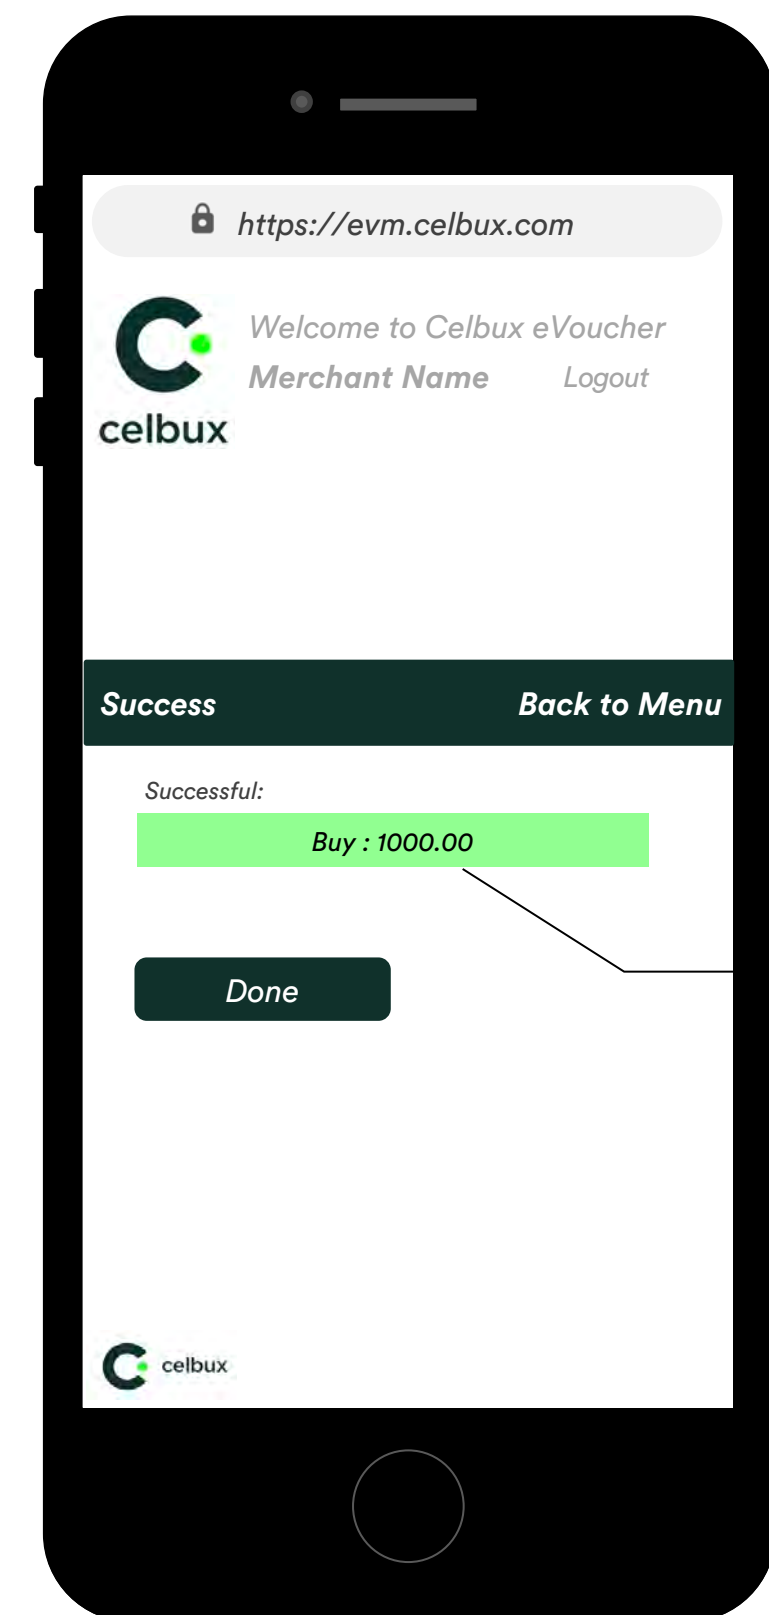 https://evm.celbux.com
Welcome to Celbux eVoucher
Merchant Name Logout
celbux
Success Back to Menu
Successful:
Buy : 1000.00
Done
celbux